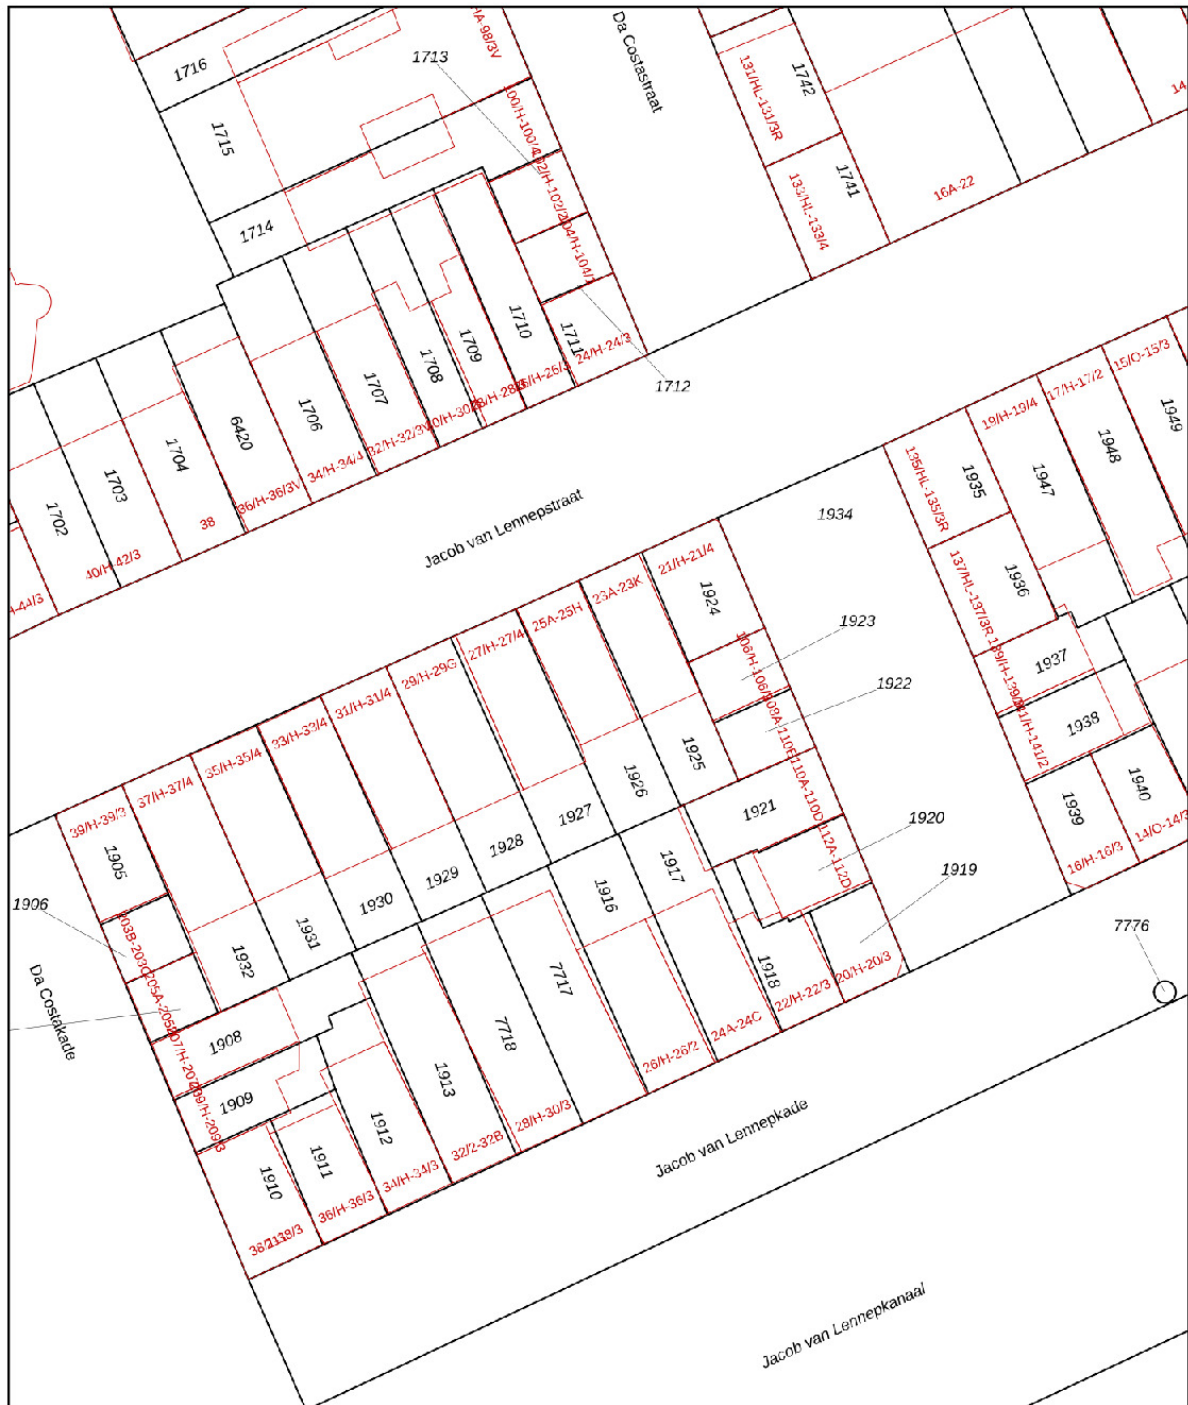 1716
1713
Da Costastraat
131/HL-131/3R
1742
1715
133/HL-133/4
1741
16A-22
1714
1710
1711
24/H-24/3
1712
1709
1708
1707
1706
6420
1704
1703
1702
34/H-34/4
36/H-36/3V
38
40/H-42/3
Jacob van Lennepstraat
15/O-15/3
17/H-17/2
19/H-19/4
1949
1948
1947
1935
135/HL-135/3R
1934
1936
137/HL-137/3R
1937
1938
1940
1939
14/O-14/3
16/H-16/3
21/H-21/4
1924
1923
1922
23A-23K
25A-25H
27/H-27/4
29/H-29G
31/H-31/4
33/H-33/4
35/H-35/4
37/H-37/4
39/H-39/3
1925
1926
1927
1928
1929
1930
1931
1932
1905
1906
Da Costakade
1921
110A-110D
112A-112D
1920
1919
7776
1917
1916
1918
20/H-20/3
22/H-22/3
24A-24C
26/H-26/2
7717
7718
28/H-30/3
32/2-32B
1913
1912
34/H-34/3
1911
36/H-36/3
1910
1908
1909
Jacob van Lennepkade
Jacob van Lennepkanaal